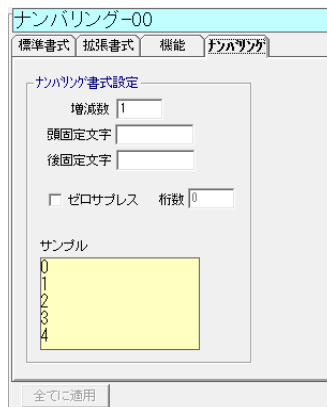 ナンバリング-00
標準書式 拡張書式 機能 ﾅﾝﾊﾞﾘﾝｸﾞ
ﾅﾝﾊﾞﾘﾝｸﾞ書式設定
増減数 1
頭固定文字
後固定文字
ゼロサプレス 桁数 0
サンプル
0
1
2
3
4
全てに適用